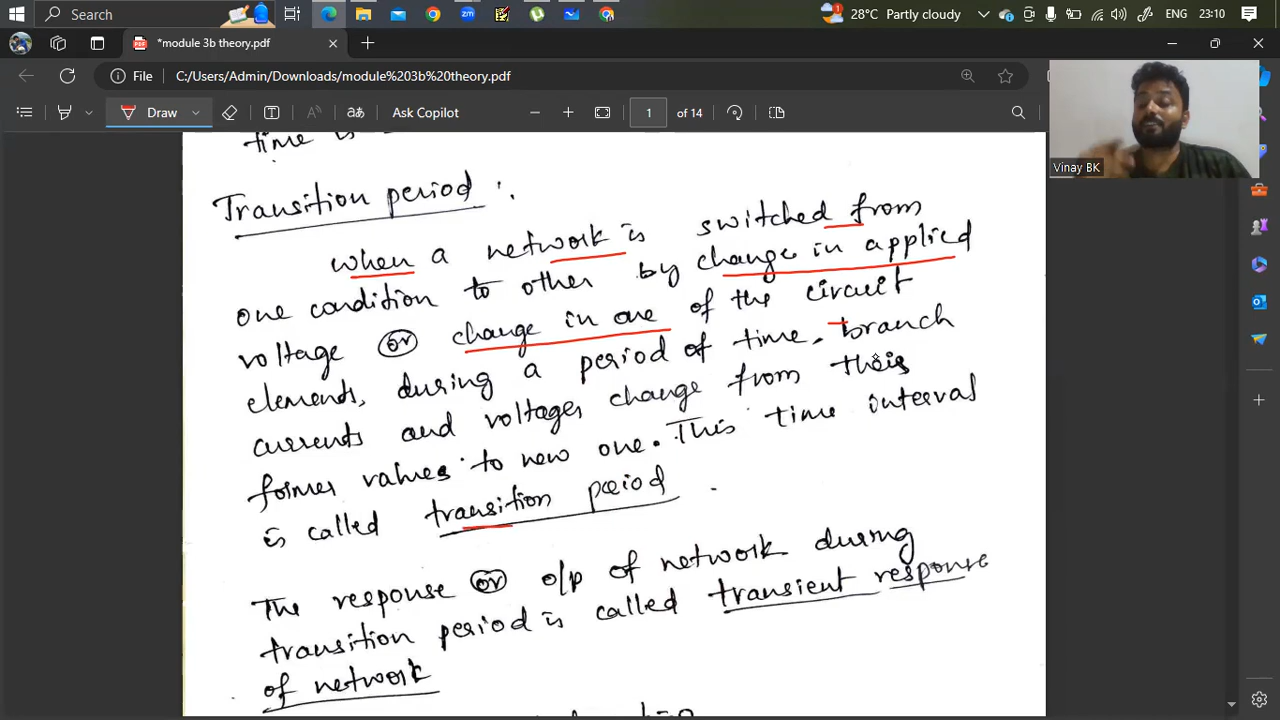 Search
28°C Partly cloudy
ENG
23:10
*module 3b theory.pdf
File
C:/Users/Admin/Downloads/module%203b%20theory.pdf
Draw
Ask Copilot
1
of 14
Vinay BK
time is
Transition period :.
when a network is switched from
one condition to other by change in applied
voltage or change in one of the circuit
elements, during a period of time. branch
currents and voltages change from their
former values to new one. This time interval
is called transition period .
The response or o/p of network during
transition period is called transient response
of network